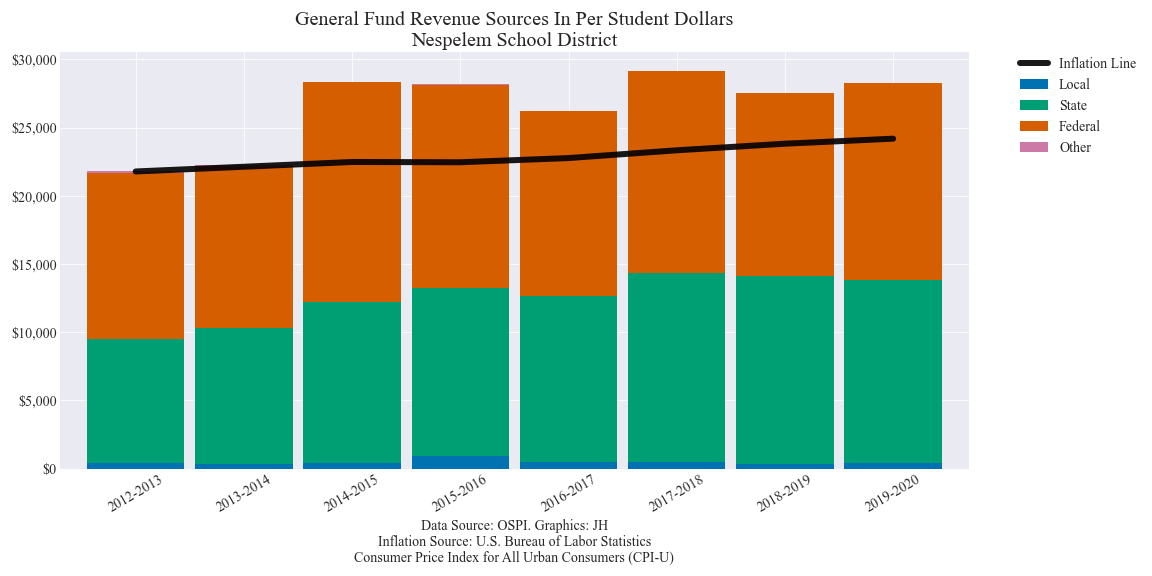 General Fund Revenue Sources In Per Student Dollars
Nespelem School District
$30,000
$25,000
$20,000
$15,000
$10,000
$5,000
$0
2012-2013
2013-2014
2014-2015
2015-2016
2016-2017
2017-2018
2018-2019
2019-2020
Inflation Line
Local
State
Federal
Other
Data Source: OSPI. Graphics: JH
Inflation Source: U.S. Bureau of Labor Statistics
Consumer Price Index for All Urban Consumers (CPI-U)